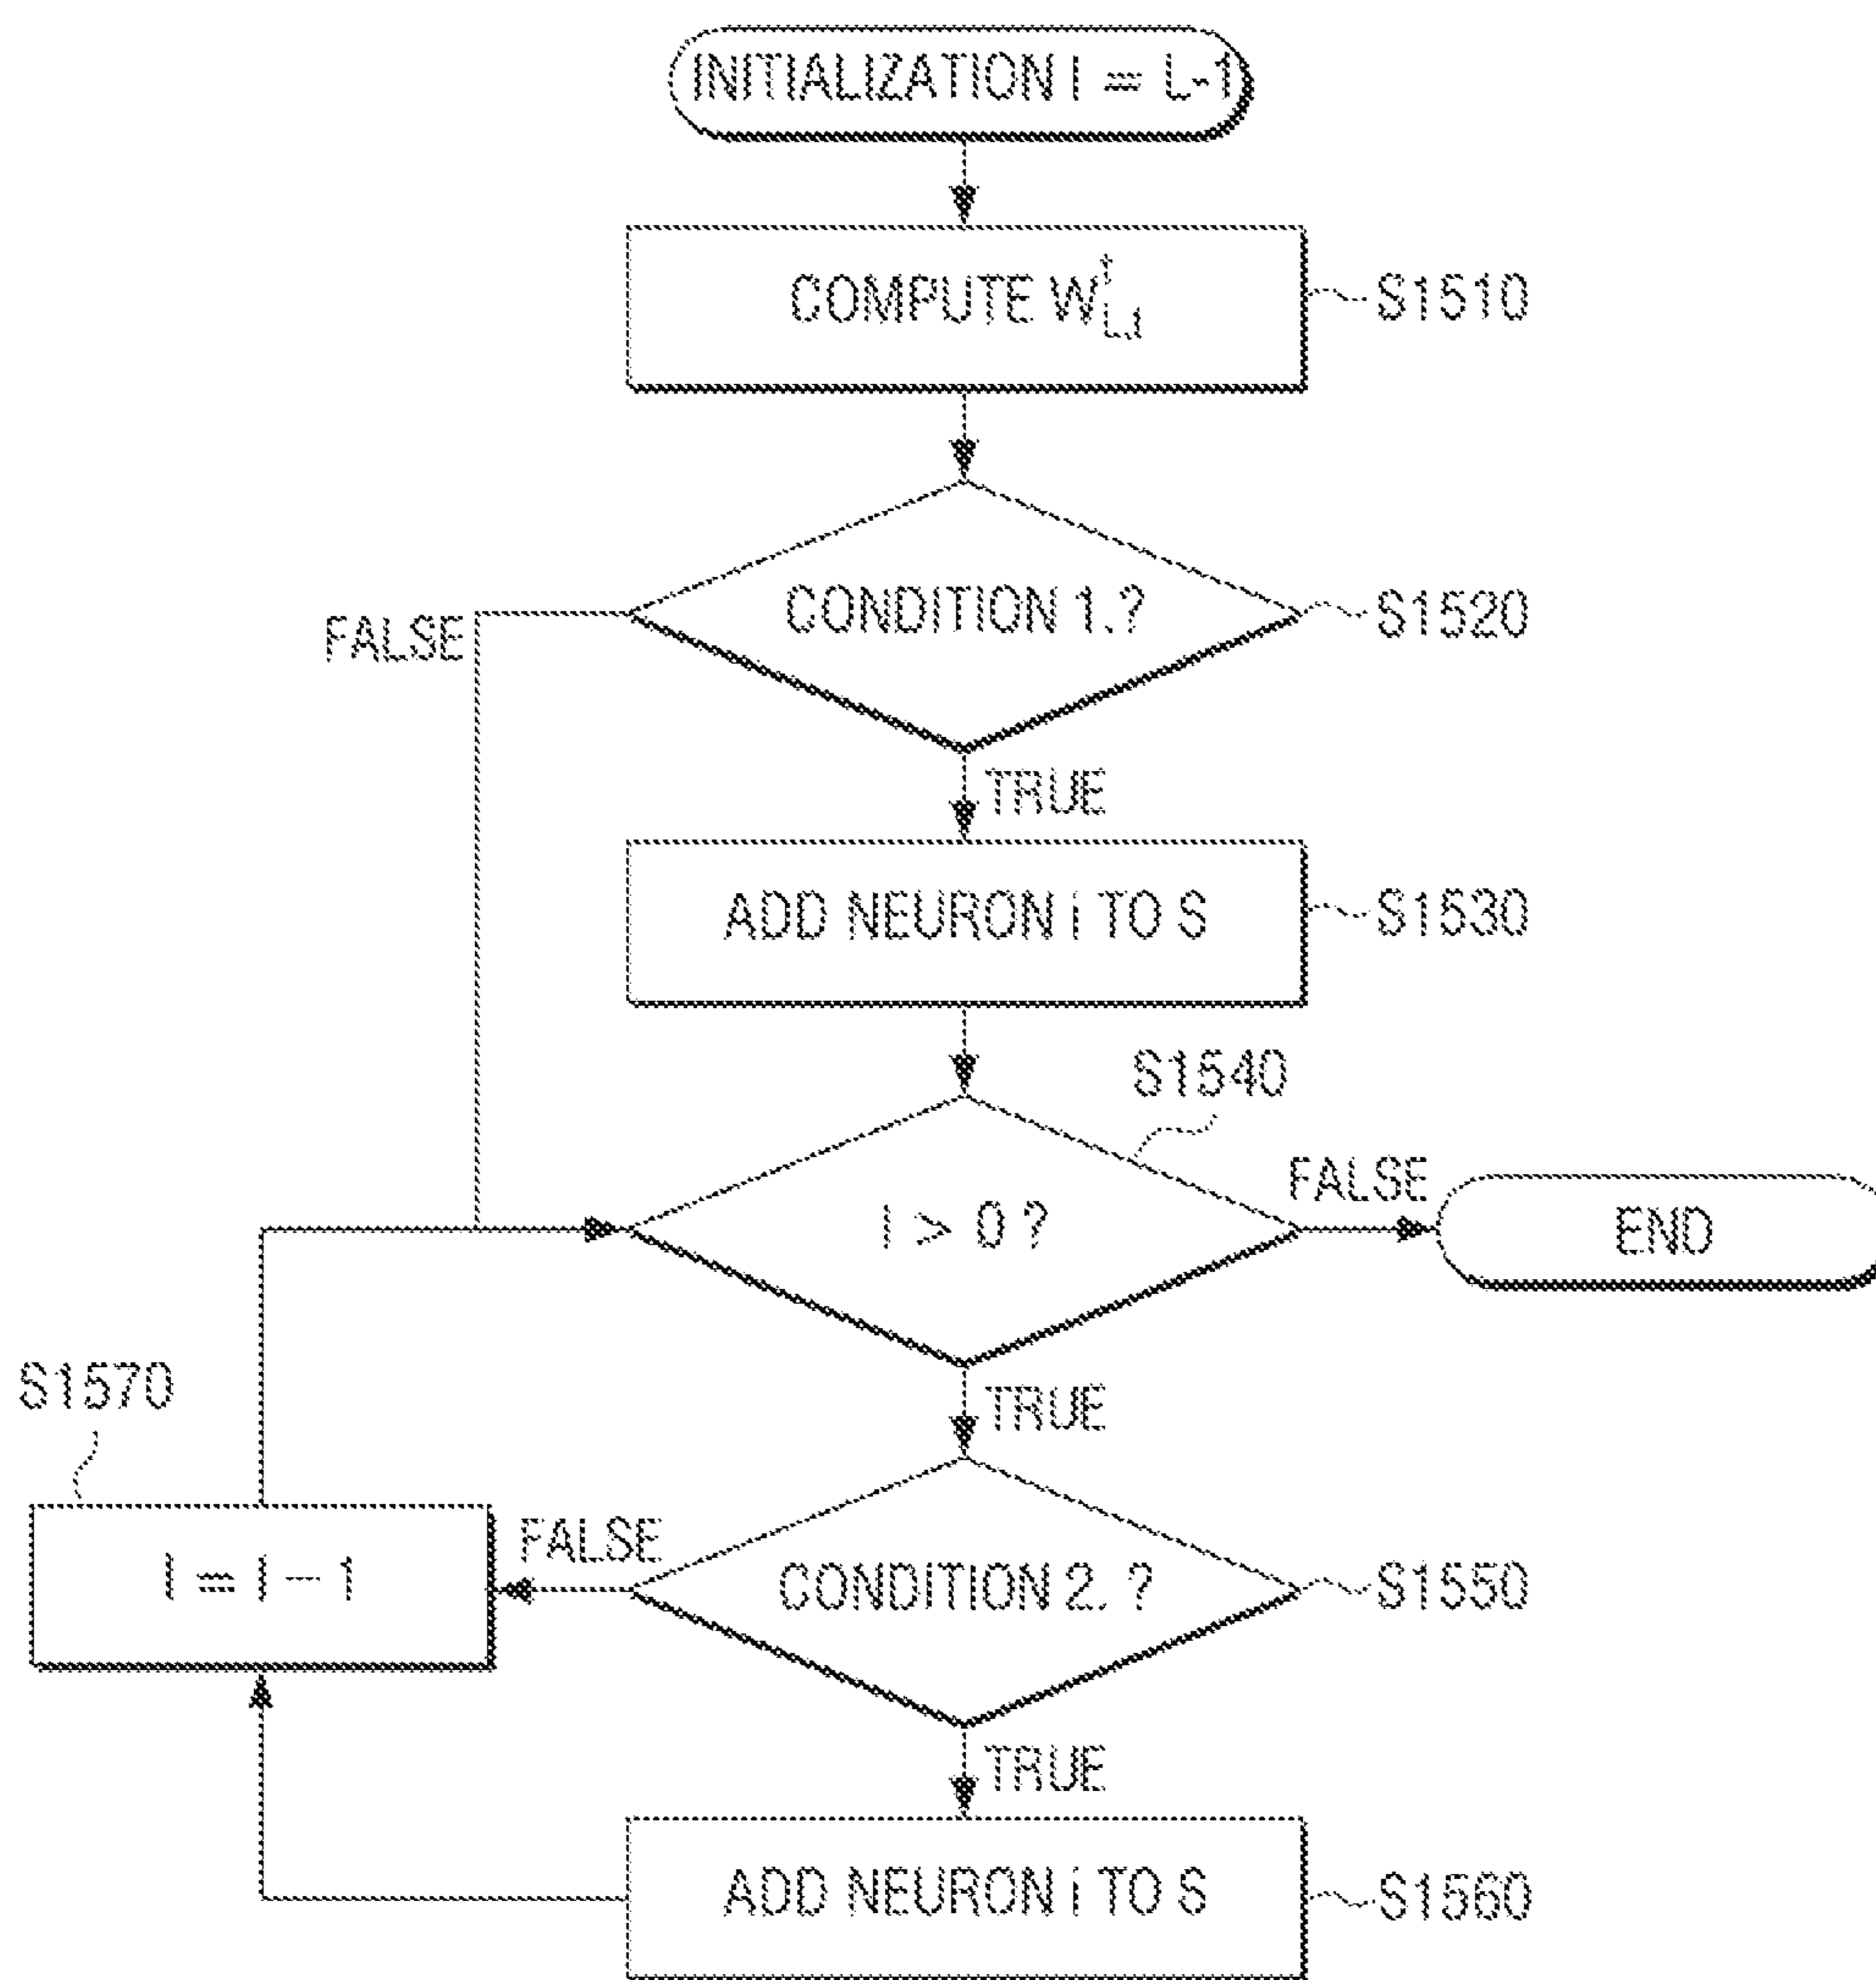 INITIALIZATION l = L-1
COMPUTE W^t_L,l
S1510
CONDITION 1.?
S1520
FALSE
TRUE
ADD NEURON i TO S
S1530
S1540
l > 0 ?
FALSE
END
TRUE
S1570
l = l - 1
FALSE
CONDITION 2. ?
S1550
TRUE
ADD NEURON i TO S
S1560